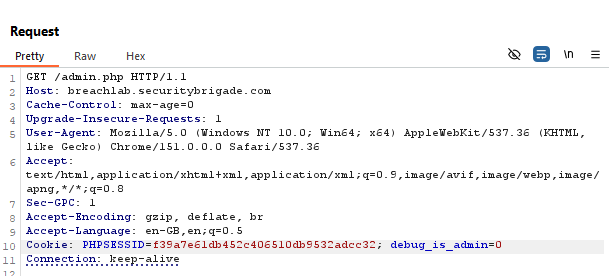 Request
Pretty Raw Hex
\n
1 GET /admin.php HTTP/1.1
2 Host: breachlab.securitybrigade.com
3 Cache-Control: max-age=0
4 Upgrade-Insecure-Requests: 1
5 User-Agent: Mozilla/5.0 (Windows NT 10.0; Win64; x64) AppleWebKit/537.36 (KHTML,
like Gecko) Chrome/151.0.0.0 Safari/537.36
6 Accept:
text/html,application/xhtml+xml,application/xml;q=0.9,image/avif,image/webp,image/
apng,*/*;q=0.8
7 Sec-GPC: 1
8 Accept-Encoding: gzip, deflate, br
9 Accept-Language: en-GB,en;q=0.5
10 Cookie: PHPSESSID=f39a7e61db452c406510db9532adcc32; debug_is_admin=0
11 Connection: keep-alive
12